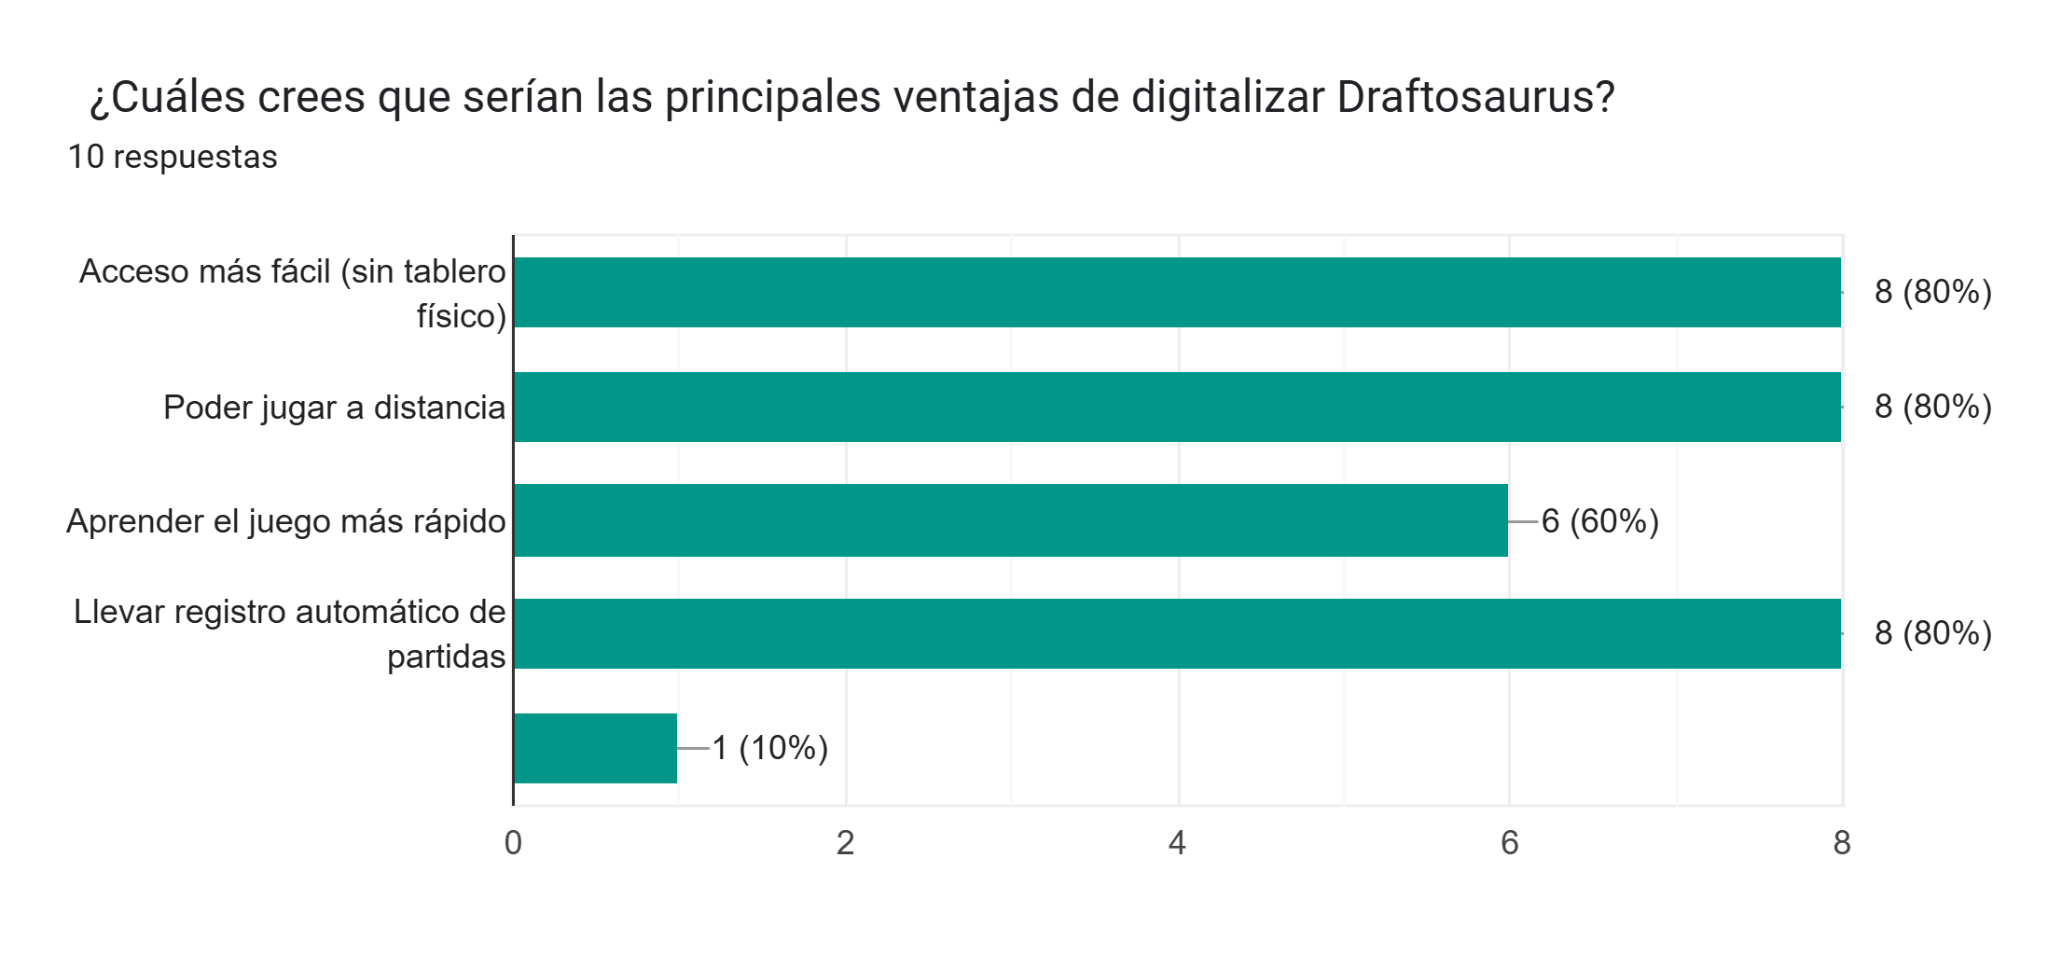 ¿Cuáles crees que serían las principales ventajas de digitalizar Draftosaurus?
10 respuestas
Acceso más fácil (sin tablero
físico)
8 (80%)
Poder jugar a distancia
8 (80%)
Aprender el juego más rápido
6 (60%)
Llevar registro automático de
partidas
8 (80%)
1 (10%)
0 2 4 6 8